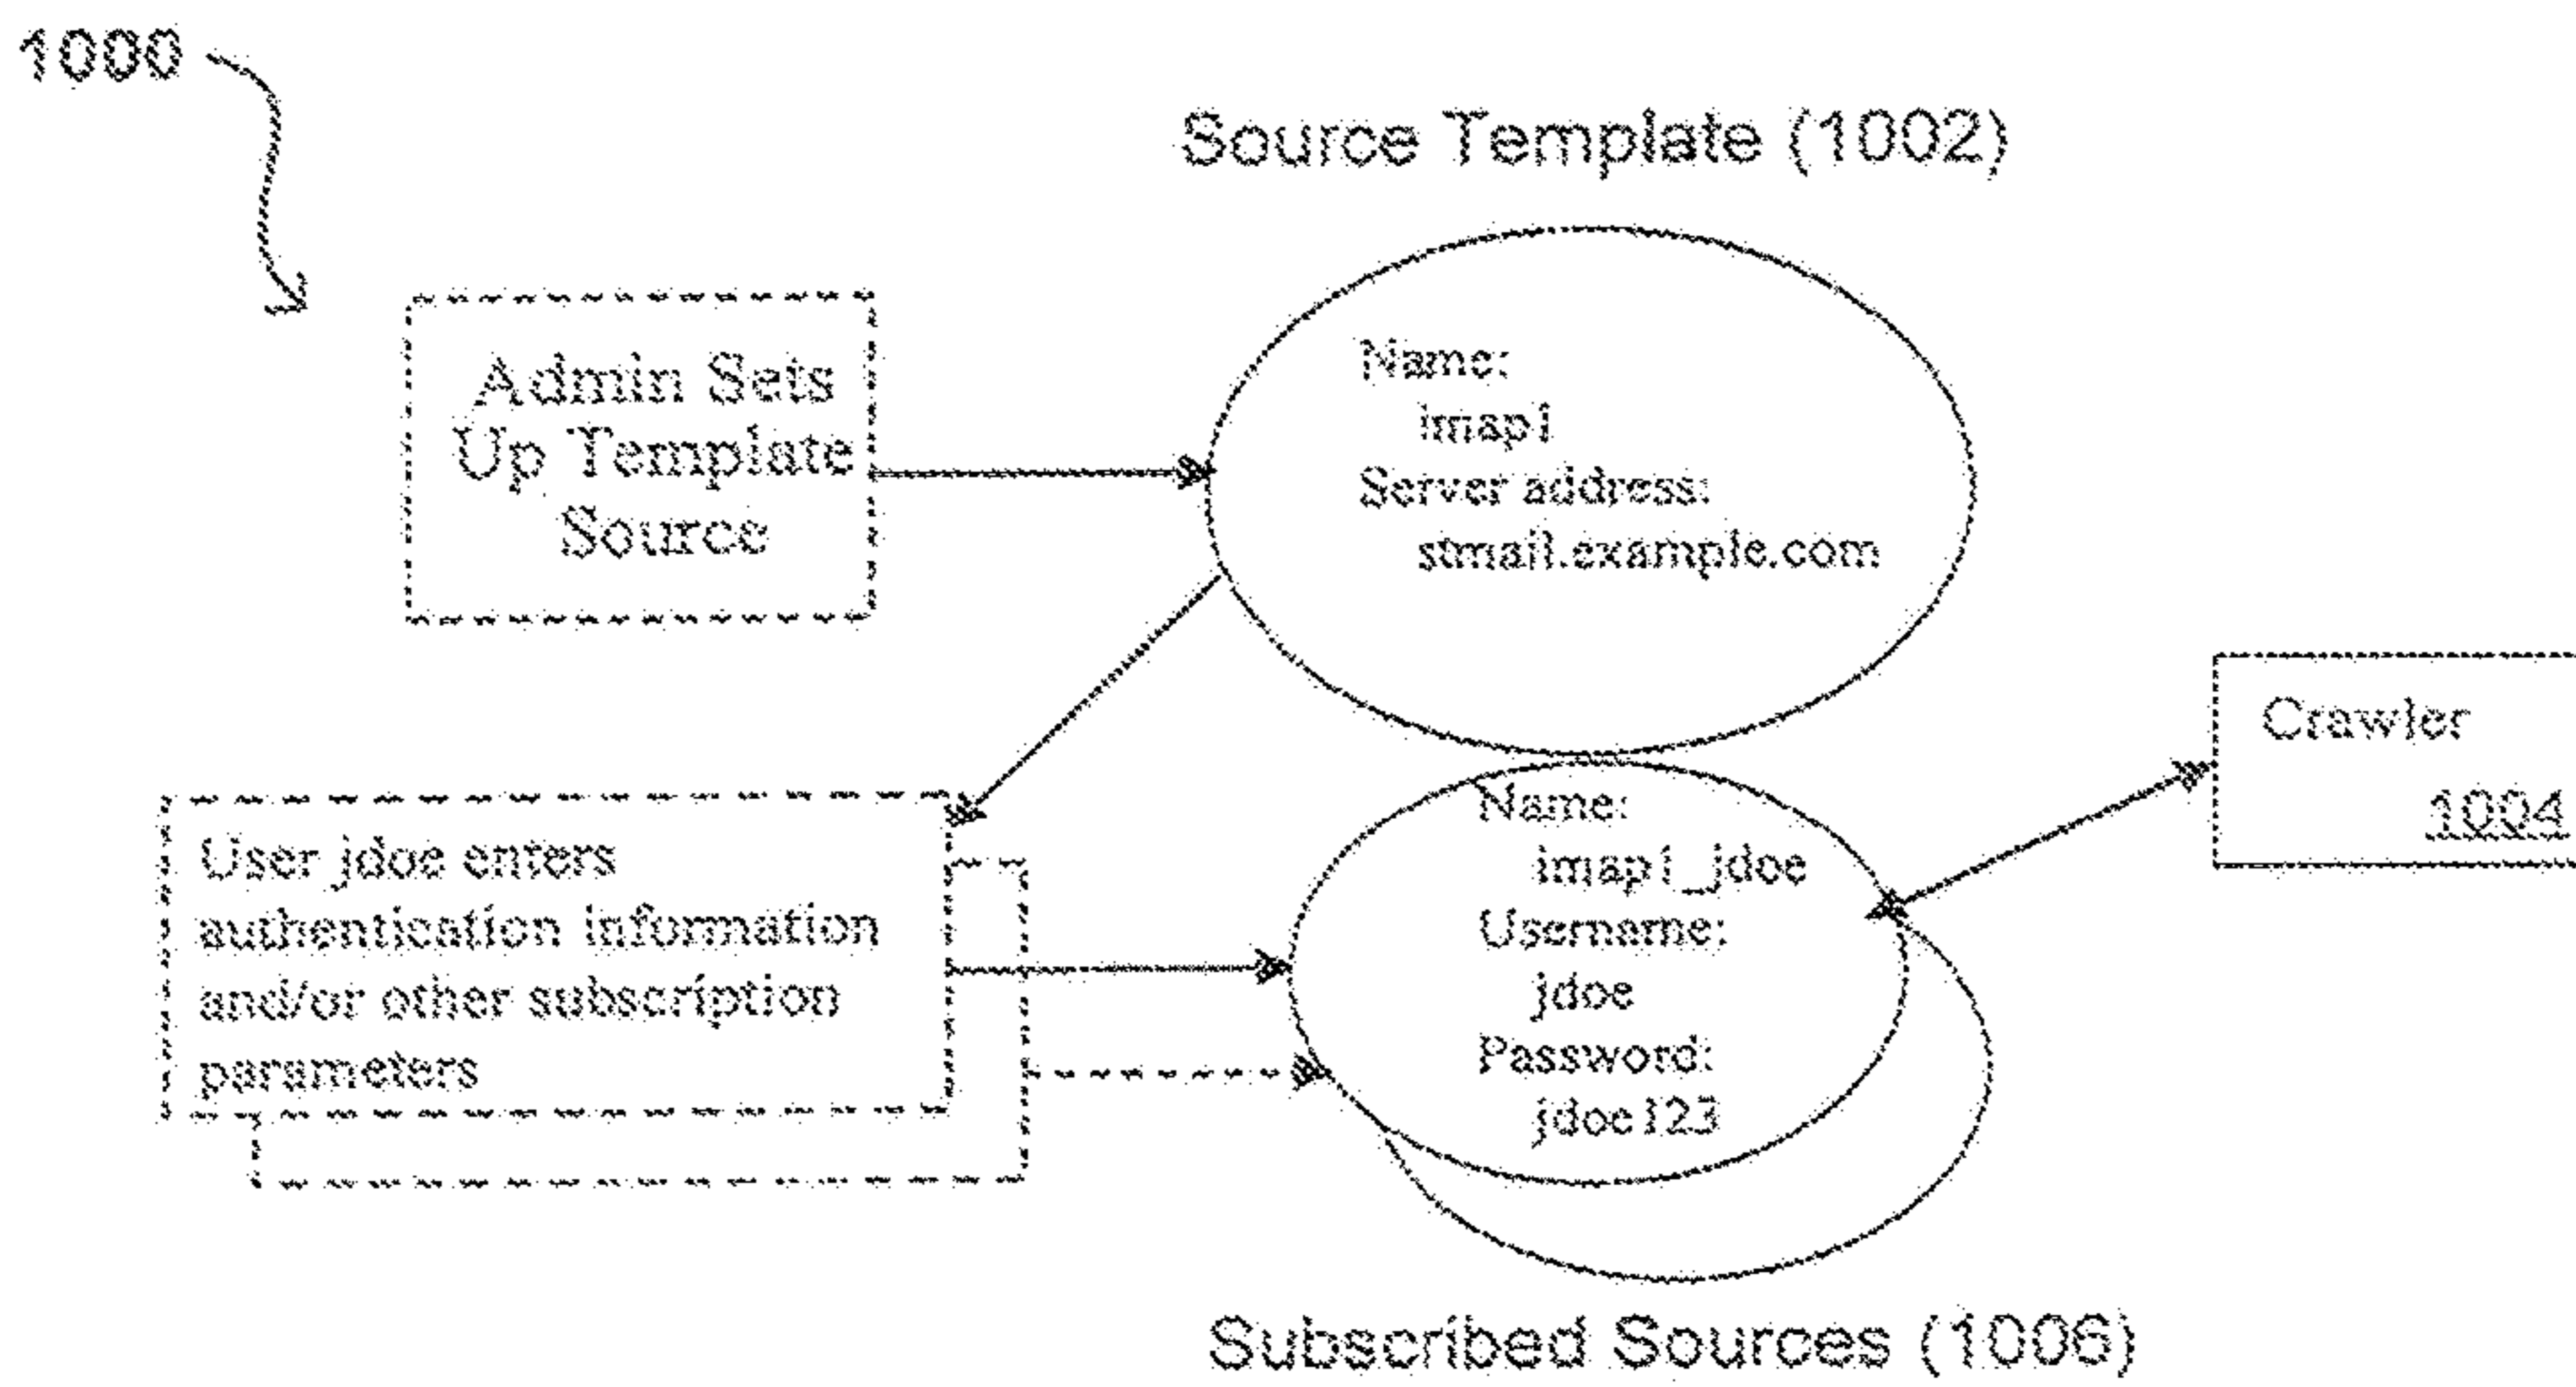 1000
Source Template (1002)
Admin Sets
Up Template
Source
Name:
imap1
Server address:
stmail.example.com
Crawler
1004
User jdoe enters
authentication information
and/or other subscription
parameters
Name:
imap1_jdoe
Username:
jdoe
Password:
jdoe123
Subscribed Sources (1006)